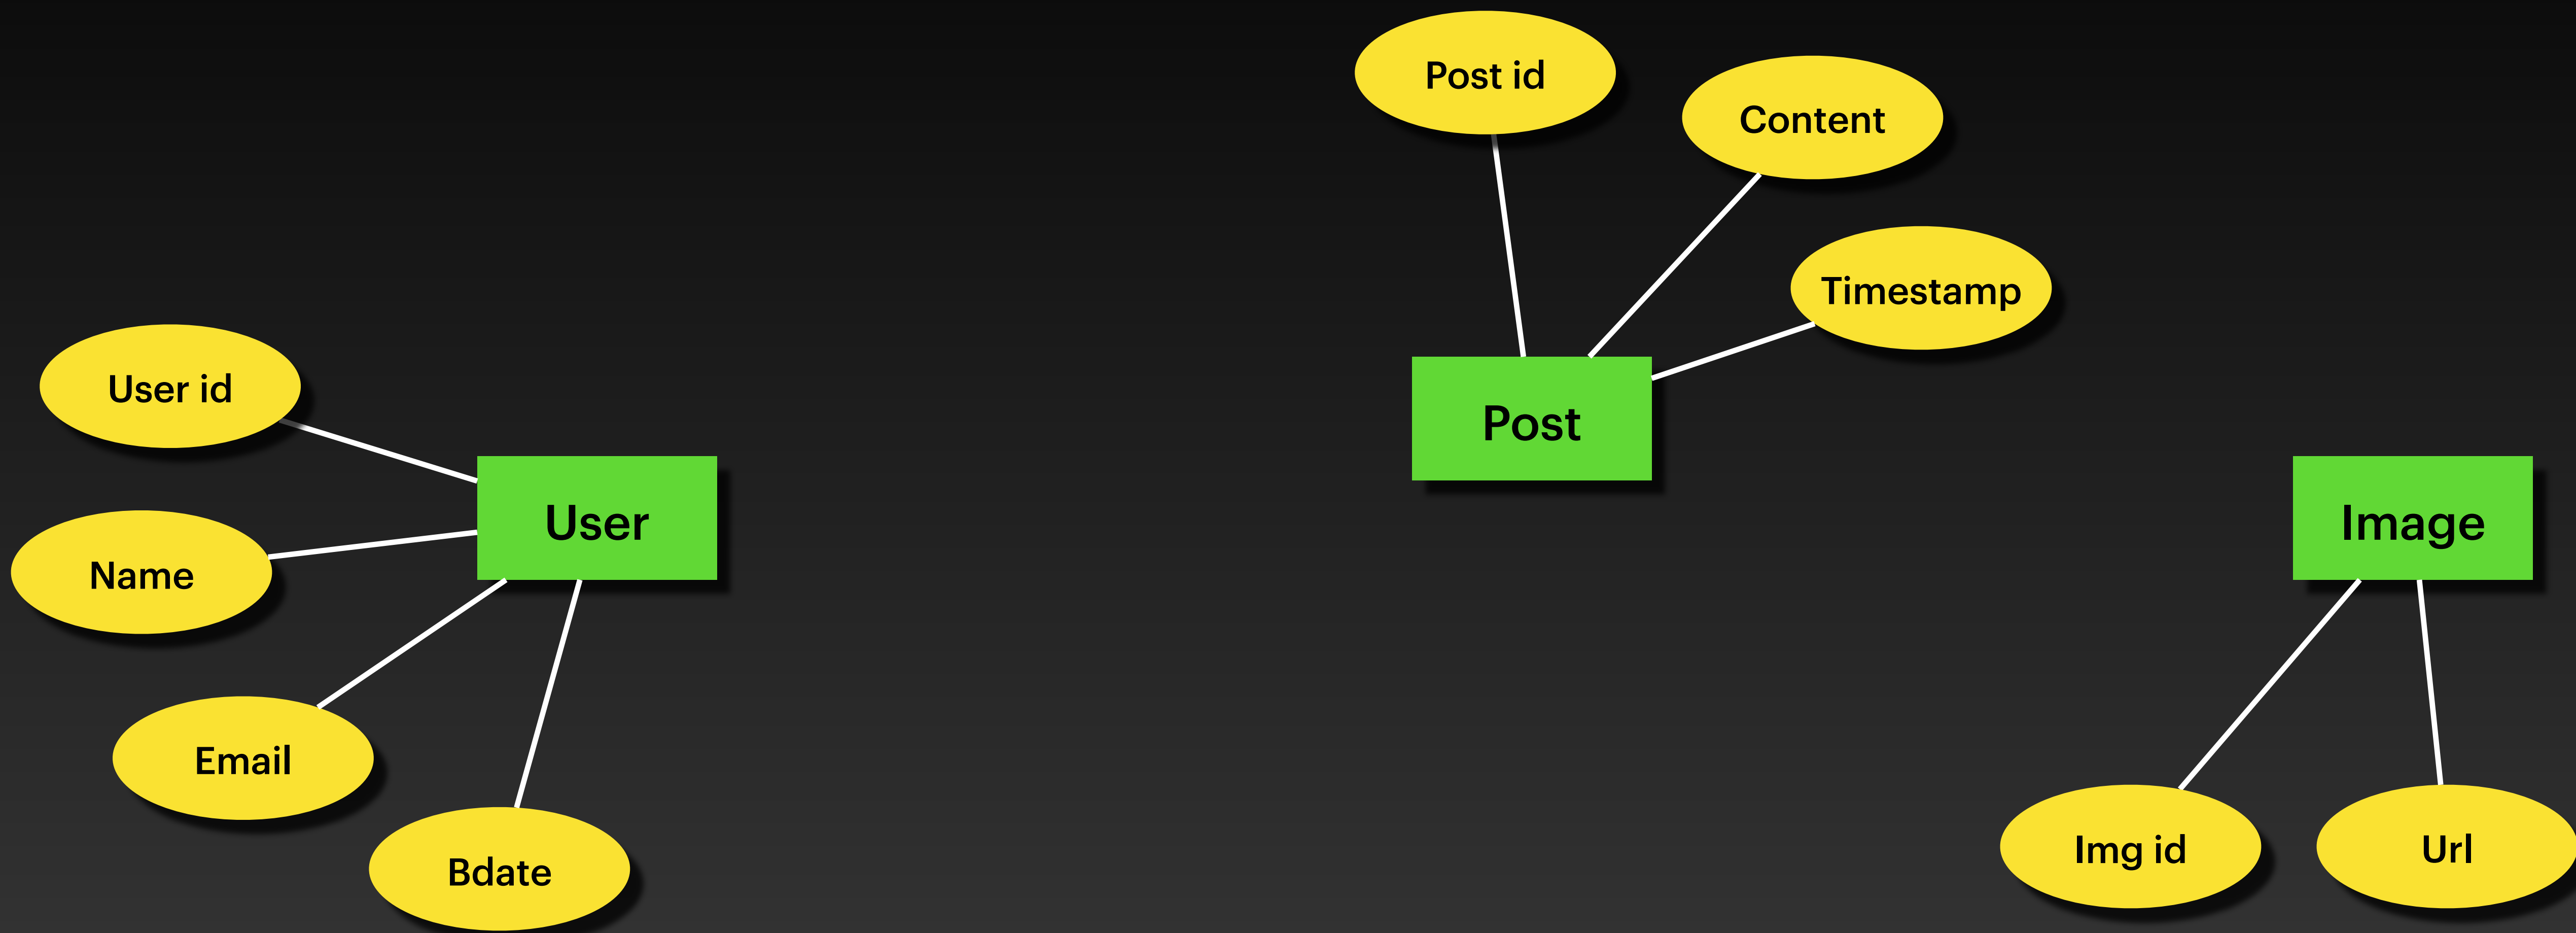 Post id
Content
Timestamp
Post
User id
User
Name
Email
Bdate
Image
Img id
Url